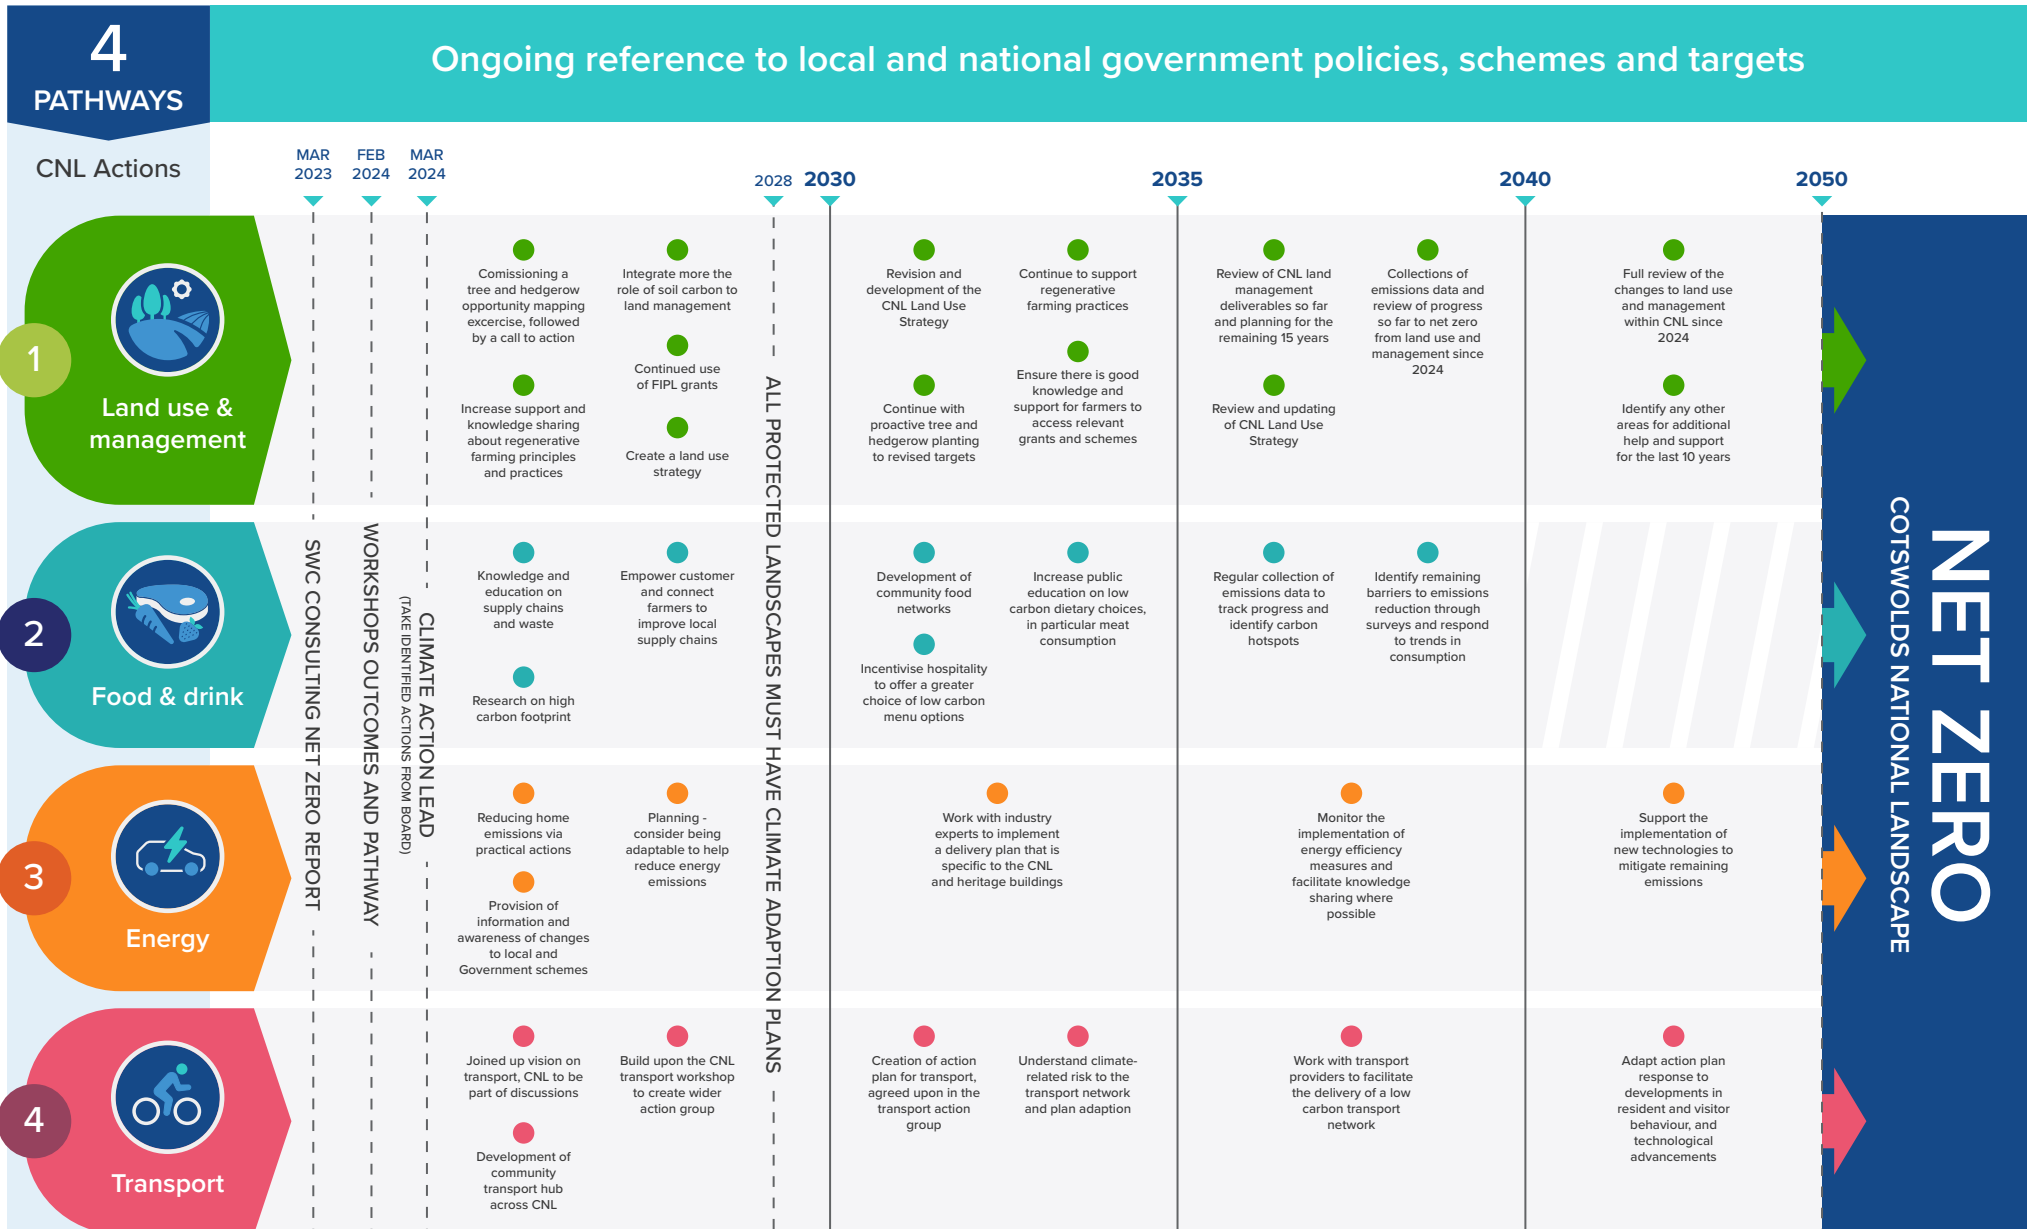 4
PATHWAYS
Ongoing reference to local and national government policies, schemes and targets
CNL Actions
MAR
2023
FEB
2024
MAR
2024
2028
2030
2035
2040
2050
SWC CONSULTING NET ZERO REPORT
WORKSHOPS OUTCOMES AND PATHWAY
CLIMATE ACTION LEAD
(TAKE IDENTIFIED ACTIONS FROM BOARD)
ALL PROTECTED LANDSCAPES MUST HAVE CLIMATE ADAPTION PLANS
1
Land use &
management
Comissioning a
tree and hedgerow
opportunity mapping
excercise, followed
by a call to action
Increase support and
knowledge sharing
about regenerative
farming principles
and practices
Integrate more the
role of soil carbon to
land management
Continued use
of FIPL grants
Create a land use
strategy
Revision and
development of the
CNL Land Use
Strategy
Continue with
proactive tree and
hedgerow planting
to revised targets
Continue to support
regenerative
farming practices
Ensure there is good
knowledge and
support for farmers to
access relevant
grants and schemes
Review of CNL land
management
deliverables so far
and planning for the
remaining 15 years
Review and updating
of CNL Land Use
Strategy
Collections of
emissions data and
review of progress
so far to net zero
from land use and
management since
2024
Full review of the
changes to land use
and management
within CNL since
2024
Identify any other
areas for additional
help and support
for the last 10 years
2
Food & drink
Knowledge and
education on
supply chains
and waste
Research on high
carbon footprint
Empower customer
and connect
farmers to
improve local
supply chains
Development of
community food
networks
Incentivise hospitality
to offer a greater
choice of low carbon
menu options
Increase public
education on low
carbon dietary choices,
in particular meat
consumption
Regular collection of
emissions data to
track progress and
identify carbon
hotspots
Identify remaining
barriers to emissions
reduction through
surveys and respond
to trends in
consumption
3
Energy
Reducing home
emissions via
practical actions
Provision of
information and
awareness of changes
to local and
Government schemes
Planning -
consider being
adaptable to help
reduce energy
emissions
Work with industry
experts to implement
a delivery plan that is
specific to the CNL
and heritage buildings
Monitor the
implementation of
energy efficiency
measures and
facilitate knowledge
sharing where
possible
Support the
implementation of
new technologies to
mitigate remaining
emissions
4
Transport
Joined up vision on
transport, CNL to be
part of discussions
Development of
community
transport hub
across CNL
Build upon the CNL
transport workshop
to create wider
action group
Creation of action
plan for transport,
agreed upon in the
transport action
group
Understand climate-
related risk to the
transport network
and plan adaption
Work with transport
providers to facilitate
the delivery of a low
carbon transport
network
Adapt action plan
response to
developments in
resident and visitor
behaviour, and
technological
advancements
NET ZERO
COTSWOLDS NATIONAL LANDSCAPE